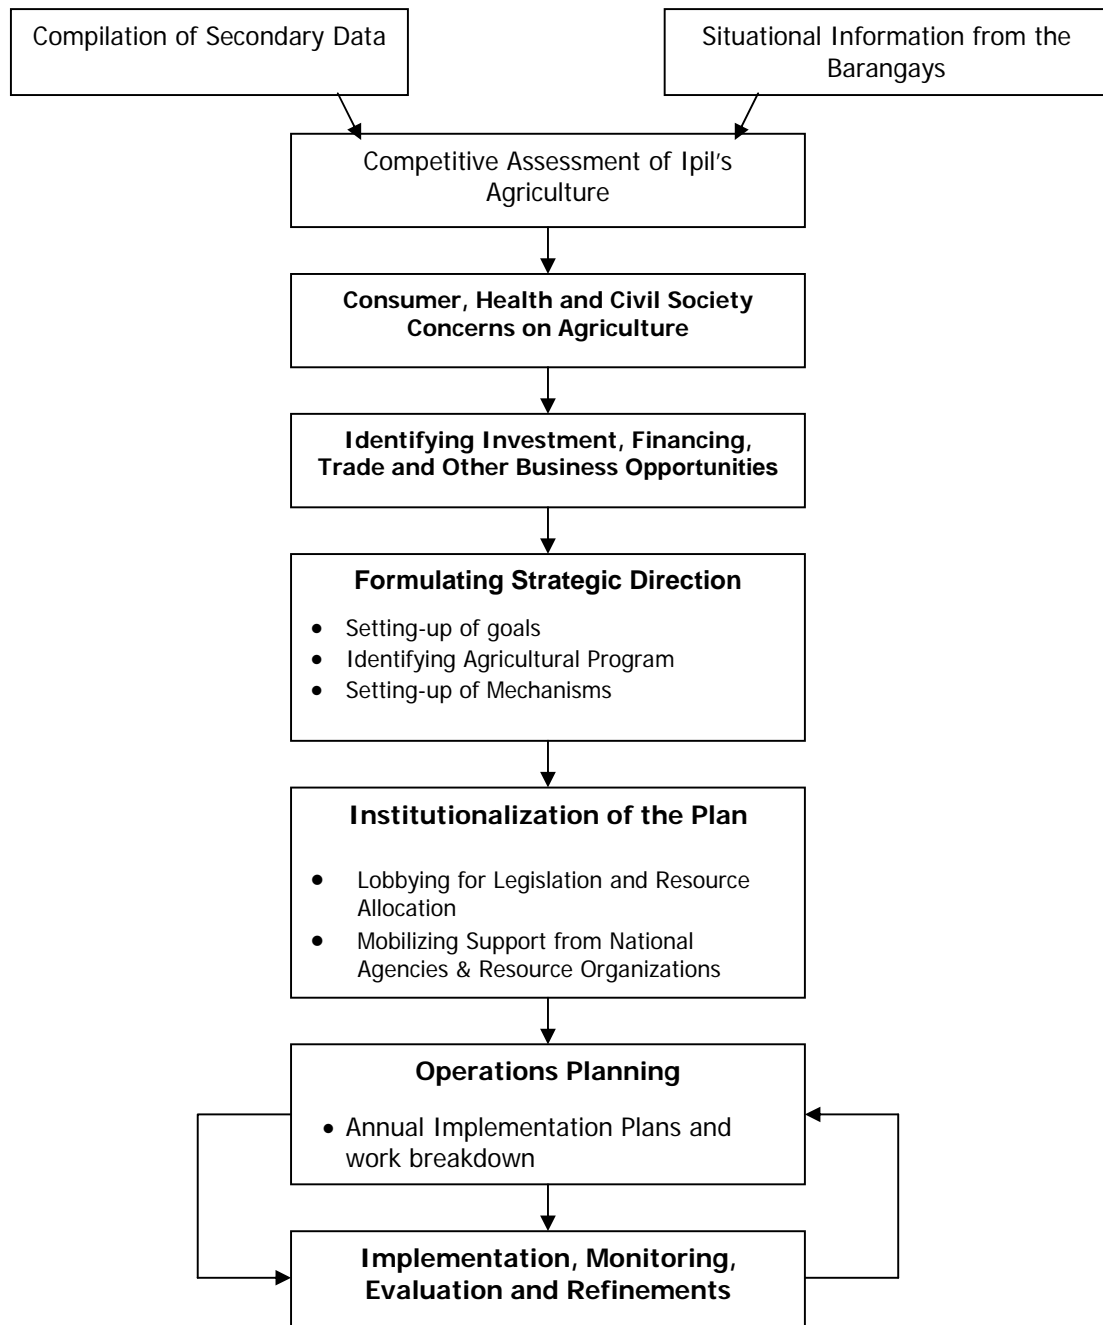 Compilation of Secondary Data
Situational Information from the
Barangays
Competitive Assessment of Ipil's
Agriculture
Consumer, Health and Civil Society
Concerns on Agriculture
Identifying Investment, Financing,
Trade and Other Business Opportunities
Formulating Strategic Direction
• Setting-up of goals
• Identifying Agricultural Program
• Setting-up of Mechanisms
Institutionalization of the Plan
• Lobbying for Legislation and Resource
Allocation
• Mobilizing Support from National
Agencies & Resource Organizations
Operations Planning
• Annual Implementation Plans and
work breakdown
Implementation, Monitoring,
Evaluation and Refinements